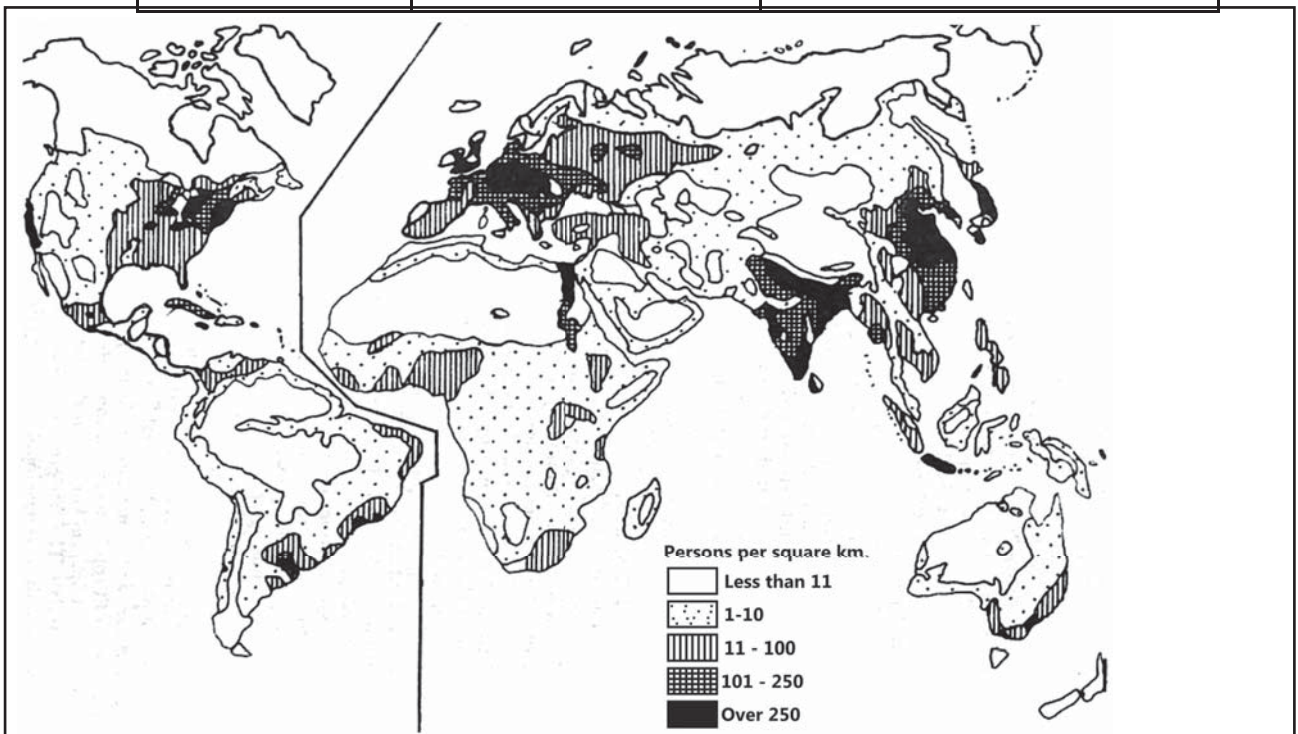 Persons per square km.
Less than 11
1-10
11 - 100
101 - 250
Over 250